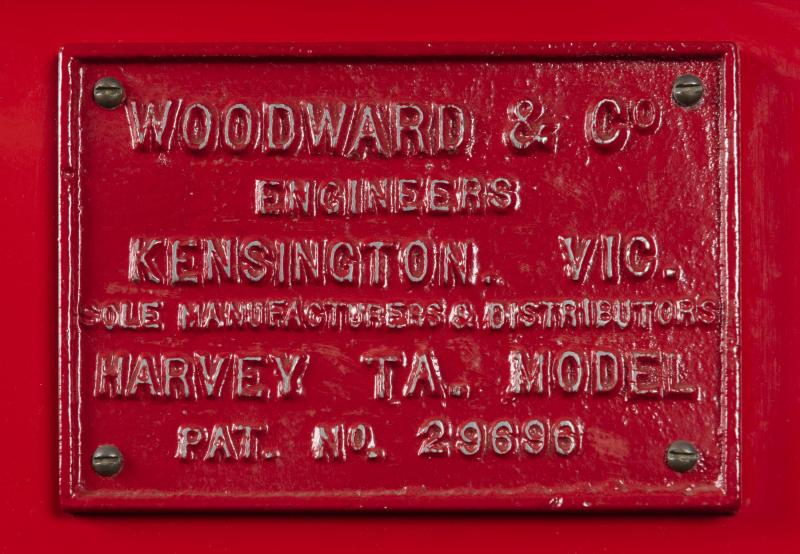 WOODWARD & Co
ENGINEERS
KENSINGTON. VIC.
SOLE MANUFACTURERS & DISTRIBUTORS
HARVEY TA. MODEL
PAT. No. 29696